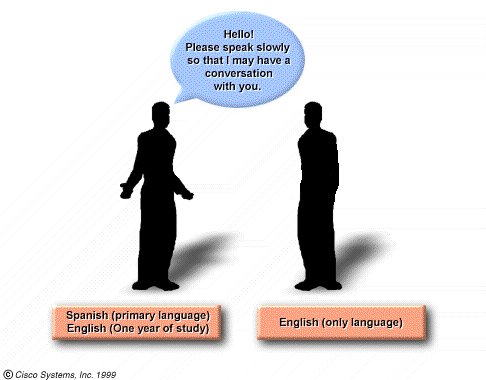 Hello!
Please speak slowly
so that I may have a
conversation
with you.
Spanish (primary language)
English (One year of study)
English (only language)
© Cisco Systems, Inc. 1999